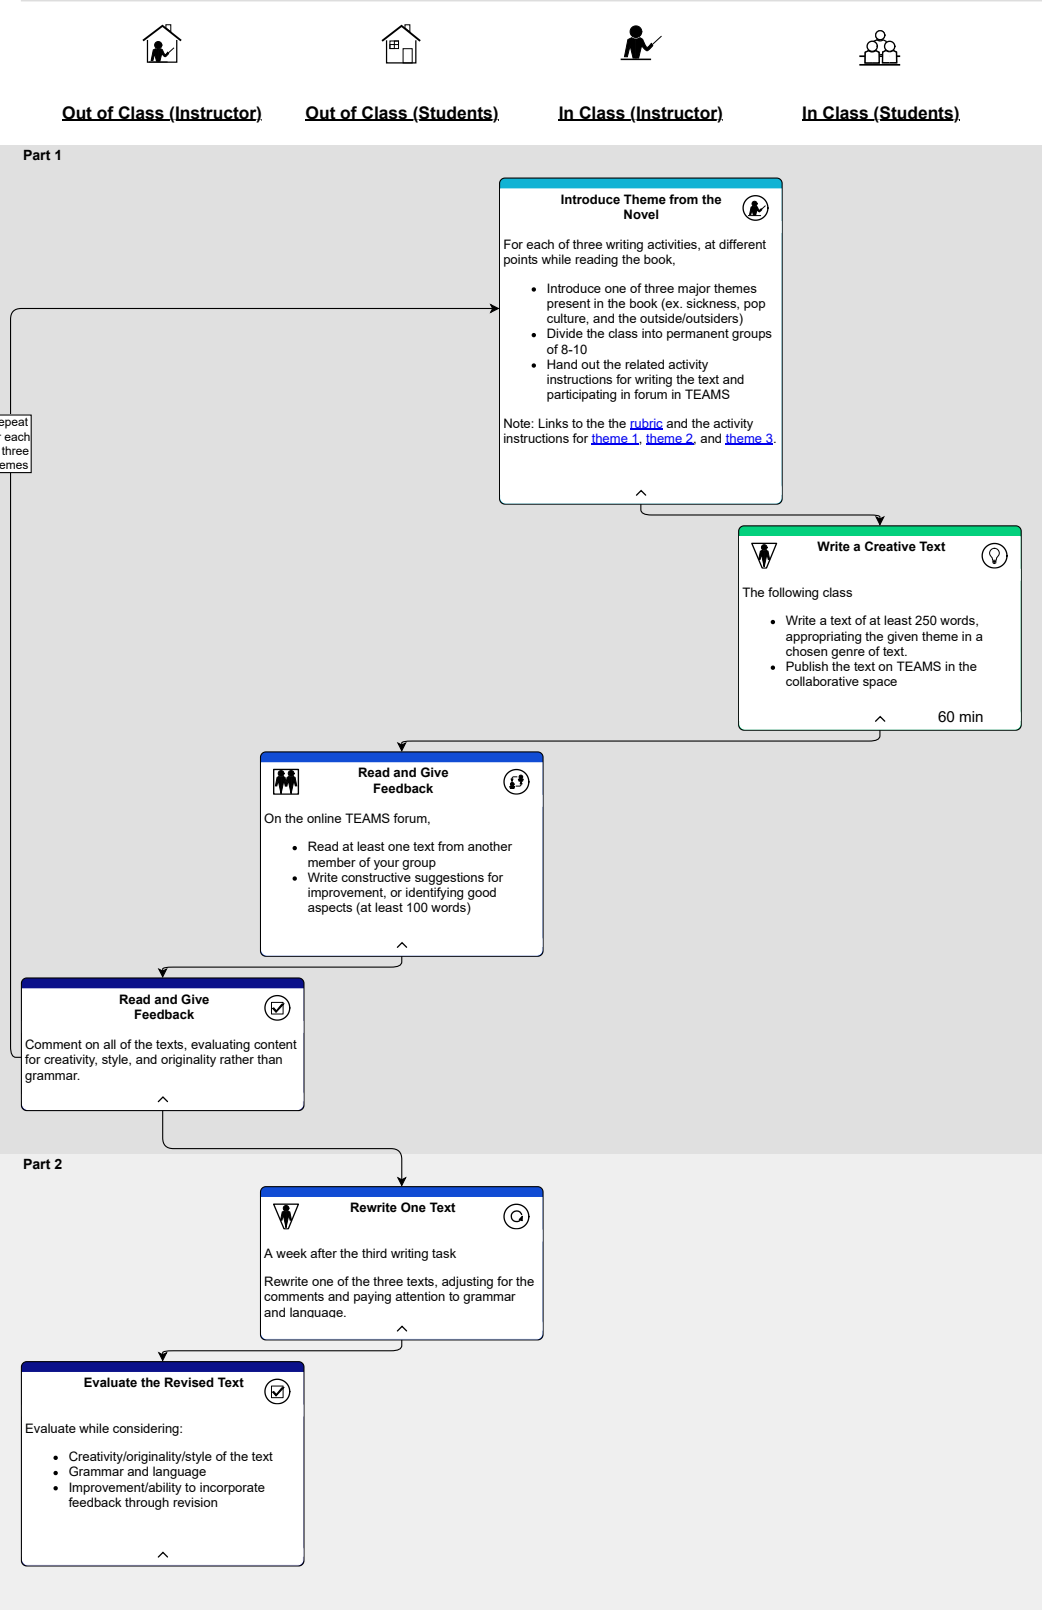 Out of Class (Instructor)
Out of Class (Students)
In Class (Instructor)
In Class (Students)
Part 1
Introduce Theme from the
Novel
For each of three writing activities, at different
points while reading the book,
Introduce one of three major themes
present in the book (ex. sickness, pop
culture, and the outside/outsiders)
Divide the class into permanent groups
of 8-10
Hand out the related activity
instructions for writing the text and
participating in forum in TEAMS
Note: Links to the the rubric and the activity
instructions for theme 1, theme 2, and theme 3.
each
three
Write a Creative Text
The following class
Write a text of at least 250 words,
appropriating the given theme in a
chosen genre of text.
Publish the text on TEAMS in the
collaborative space
60 min
Read and Give
Feedback
On the online TEAMS forum,
Read at least one text from another
member of your group
Write constructive suggestions for
improvement, or identifying good
aspects (at least 100 words)
Read and Give
Feedback
Comment on all of the texts, evaluating content
for creativity, style, and originality rather than
grammar.
Part 2
Rewrite One Text
A week after the third writing task
Rewrite one of the three texts, adjusting for the
comments and paying attention to grammar
and language.
Evaluate the Revised Text
Evaluate while considering:
Creativity/originality/style of the text
Grammar and language
Improvement/ability to incorporate
feedback through revision